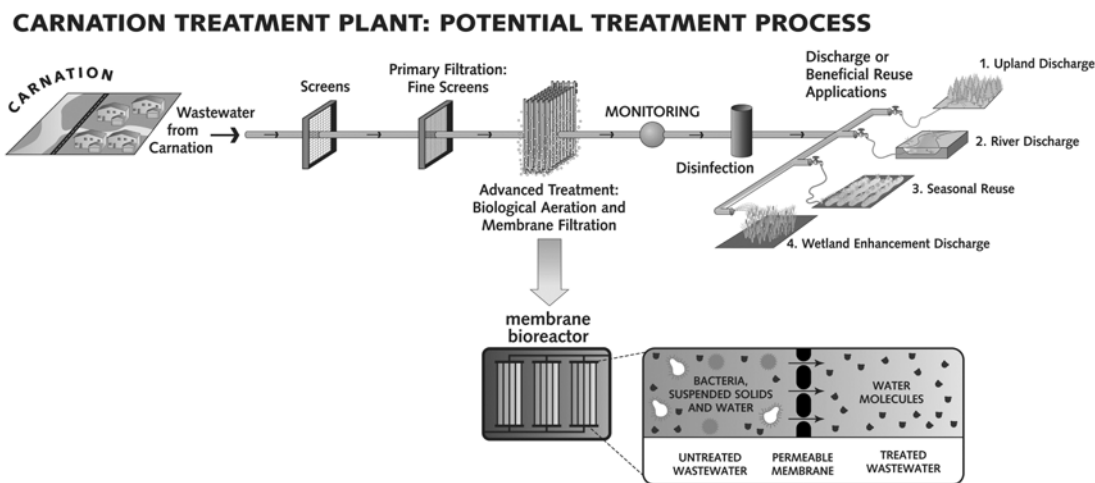 CARNATION TREATMENT PLANT: POTENTIAL TREATMENT PROCESS
CARNATION
Wastewater
from
Carnation
Screens
Primary Filtration:
Fine Screens
Advanced Treatment:
Biological Aeration and
Membrane Filtration
MONITORING
Disinfection
Discharge or
Beneficial Reuse
Applications
1. Upland Discharge
2. River Discharge
3. Seasonal Reuse
4. Wetland Enhancement Discharge
membrane
bioreactor
BACTERIA,
SUSPENDED SOLIDS
AND WATER
WATER
MOLECULES
UNTREATED
WASTEWATER
PERMEABLE
MEMBRANE
TREATED
WASTEWATER